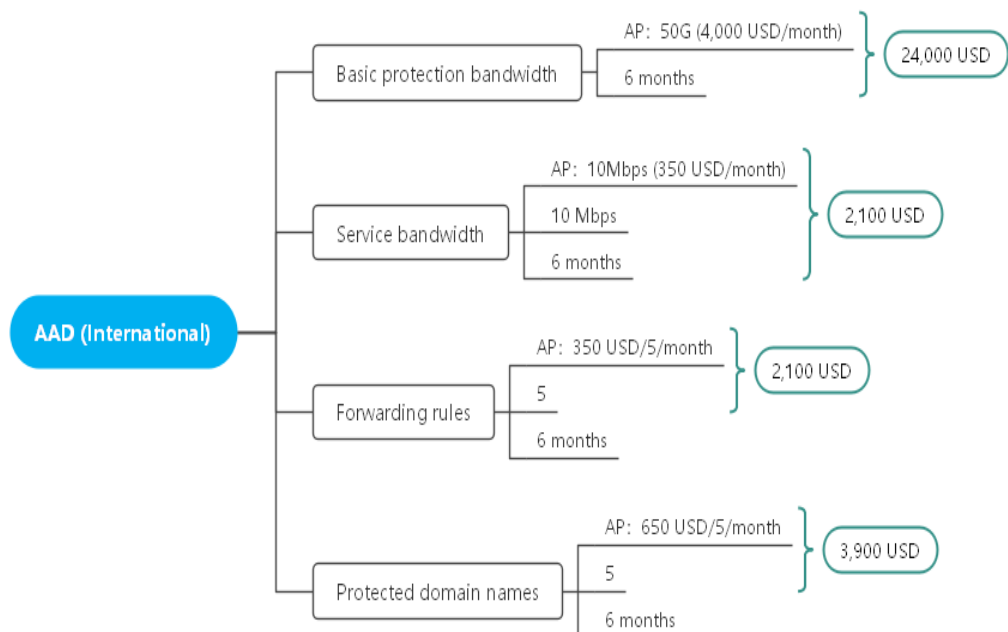 AAD (International)
Basic protection bandwidth
AP: 50G (4,000 USD/month)
6 months
24,000 USD
Service bandwidth
AP: 10Mbps (350 USD/month)
10 Mbps
6 months
2,100 USD
Forwarding rules
AP: 350 USD/5/month
5
6 months
2,100 USD
Protected domain names
AP: 650 USD/5/month
5
6 months
3,900 USD